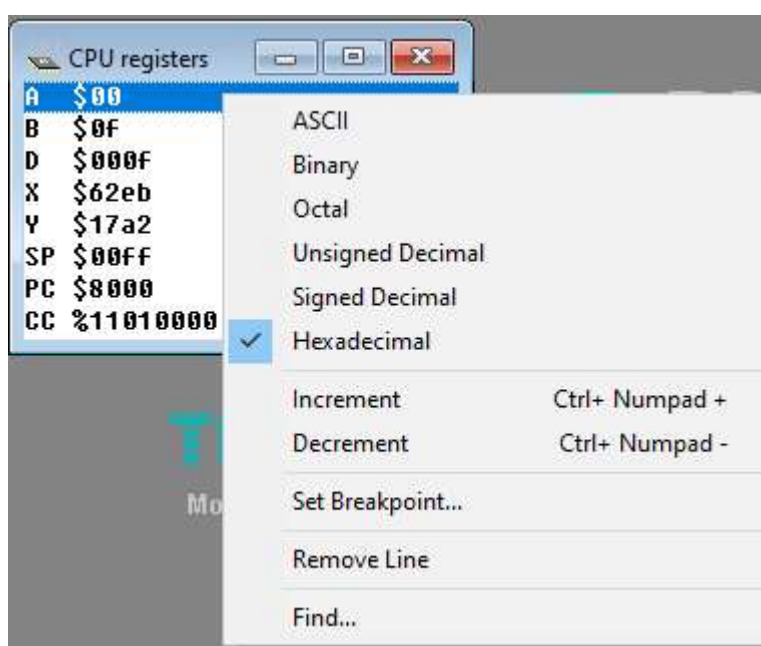 CPU registers
A $00
B $0f
D $000f
X $62eb
Y $17a2
SP $00ff
PC $8000
CC %11010000
ASCII
Binary
Octal
Unsigned Decimal
Signed Decimal
Hexadecimal
Increment Ctrl+ Numpad +
Decrement Ctrl+ Numpad -
Set Breakpoint...
Remove Line
Find...